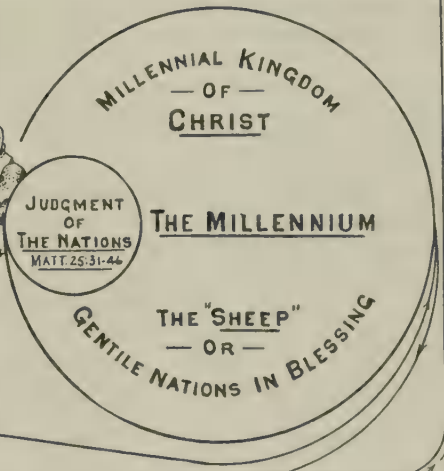 MILLENNIAL KINGDOM
— OF —
CHRIST
JUDGMENT
OF
THE NATIONS
MATT. 25:31-46
THE MILLENNIUM
THE "SHEEP"
— OR —
GENTILE NATIONS IN BLESSING